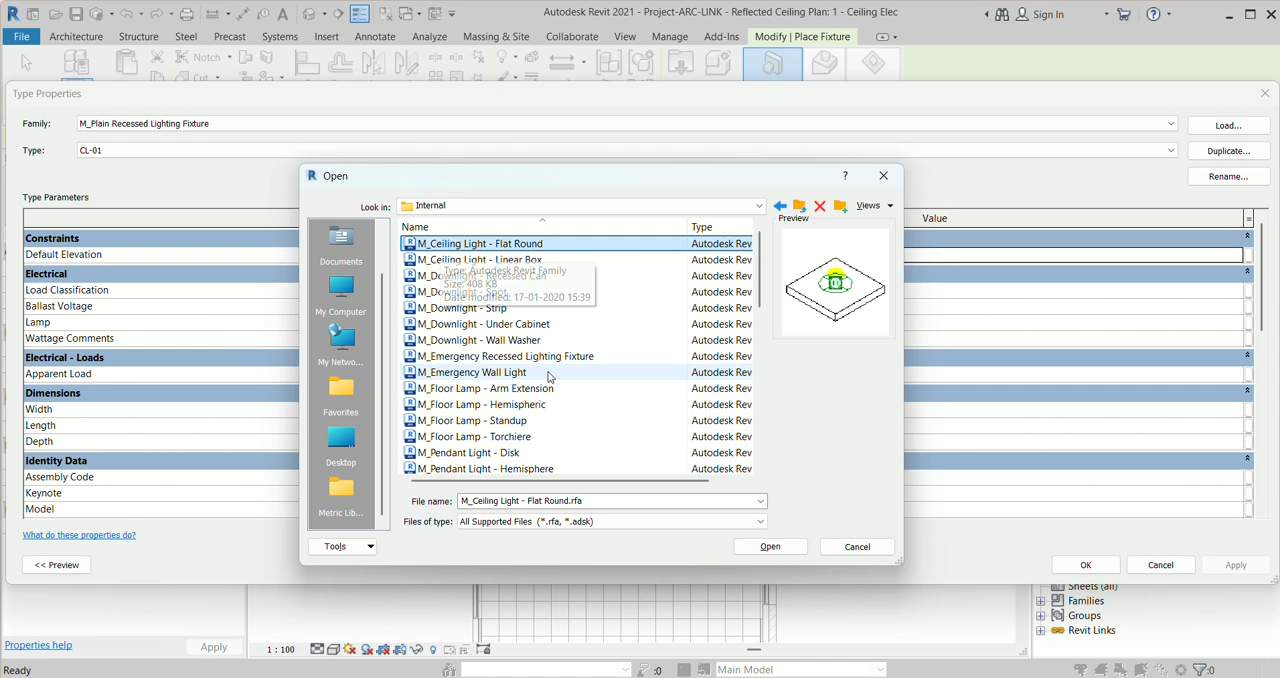 Autodesk Revit 2021 - Project-ARC-LINK - Reflected Ceiling Plan: 1 - Ceiling Elec
Sign In
File Architecture Structure Steel Precast Systems Insert Annotate Analyze Massing & Site Collaborate View Manage Add-Ins Modify | Place Fixture
Notch
Cut
Type Properties
Family: M_Plain Recessed Lighting Fixture Load...
Type: CL-01 Duplicate...
Rename...
Type Parameters
Value
Constraints
Default Elevation
Electrical
Load Classification
Ballast Voltage
Lamp
Wattage Comments
Electrical - Loads
Apparent Load
Dimensions
Width
Length
Depth
Identity Data
Assembly Code
Keynote
Model
What do these properties do?
<< Preview OK Cancel Apply
Open
Look in: Internal Views
Documents
My Computer
My Netwo...
Favorites
Desktop
Metric Lib...
Name Type
M_Ceiling Light - Flat Round Autodesk Rev
M_Ceiling Light - Linear Box Autodesk Rev
M_Downlight - Recessed Can Autodesk Rev
M_Downlight - Spot Autodesk Rev
M_Downlight - Strip Autodesk Rev
M_Downlight - Under Cabinet Autodesk Rev
M_Downlight - Wall Washer Autodesk Rev
M_Emergency Recessed Lighting Fixture Autodesk Rev
M_Emergency Wall Light Autodesk Rev
M_Floor Lamp - Arm Extension Autodesk Rev
M_Floor Lamp - Hemispheric Autodesk Rev
M_Floor Lamp - Standup Autodesk Rev
M_Floor Lamp - Torchiere Autodesk Rev
M_Pendant Light - Disk Autodesk Rev
M_Pendant Light - Hemisphere Autodesk Rev
Type: Autodesk Revit Family
Size: 408 KB
Date modified: 17-01-2020 15:39
Preview
File name: M_Ceiling Light - Flat Round.rfa
Files of type: All Supported Files (*.rfa, *.adsk)
Tools Open Cancel
Sheets (all)
Families
Groups
Revit Links
Properties help Apply
1 : 100
Ready
:0
Main Model
:0